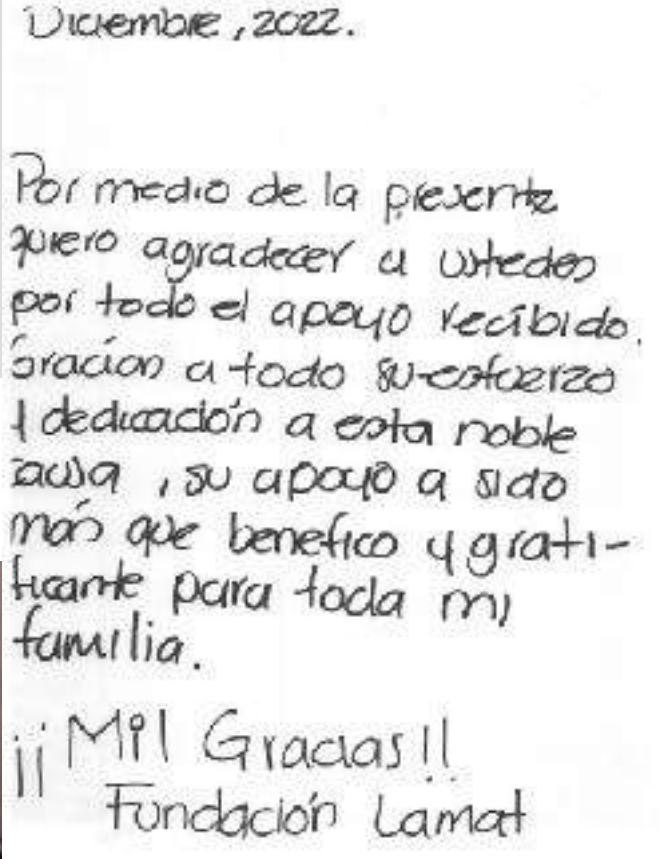 Diciembre, 2022.
Por medio de la presente
quiero agradecer a ustedes
por todo el apoyo recibido.
Gracias a todo su esfuerzo
y dedicación a esta noble
causa, su apoyo a sido
más que benefico y grati-
ficante para toda mi
familia.
¡¡Mil Gracias!!
Fundación Lamat